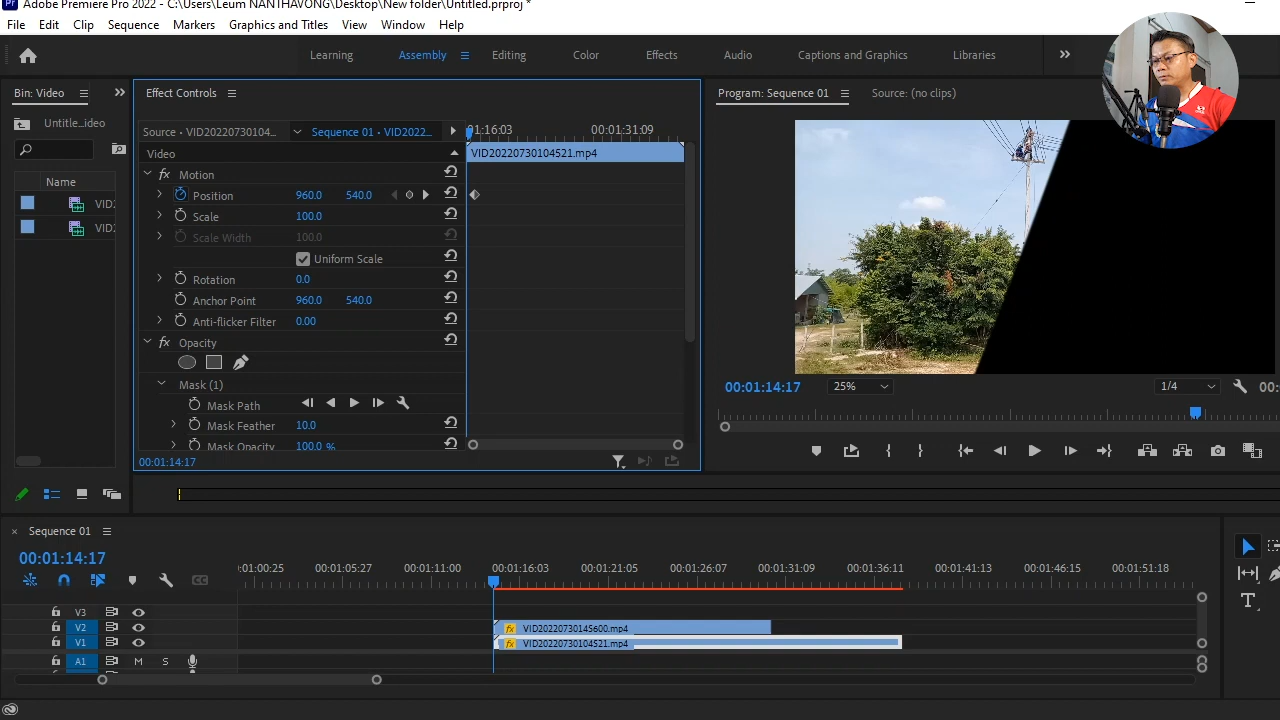 Adobe Premiere Pro 2022 - C:\Users\Leum NANTHAVONG\Desktop\New folder\Untitled.prproj *
File Edit Clip Sequence Markers Graphics and Titles View Window Help
Learning Assembly Editing Effects Color Audio Captions and Graphics Libraries
Bin: Video Effect Controls Program: Sequence 01 Source: (no clips)
Untitle...ideo
Source • VID20220730104... Sequence 01 • VID2022... 1:16:03 00:01:31:09
Video VID20220730104521.mp4
Name
Motion
Position 960.0 540.0
VID
Scale 100.0
VID
Scale Width 100.0
Uniform Scale
Rotation 0.0
Anchor Point 960.0 540.0
Anti-flicker Filter 0.00
Opacity
Mask (1)
Mask Path
Mask Feather 10.0
Mask Opacity 100.0 %
00:01:14:17
00:01:14:17 25% 1/4 00:
Sequence 01
00:01:14:17
:01:00:25 00:01:05:27 00:01:11:00 00:01:16:03 00:01:21:05 00:01:26:07 00:01:31:09 00:01:36:11 00:01:41:13 00:01:46:15 00:01:51:18
V3
V2 fx VID20220730145600.mp4
V1 fx VID20220730104521.mp4
A1 M S